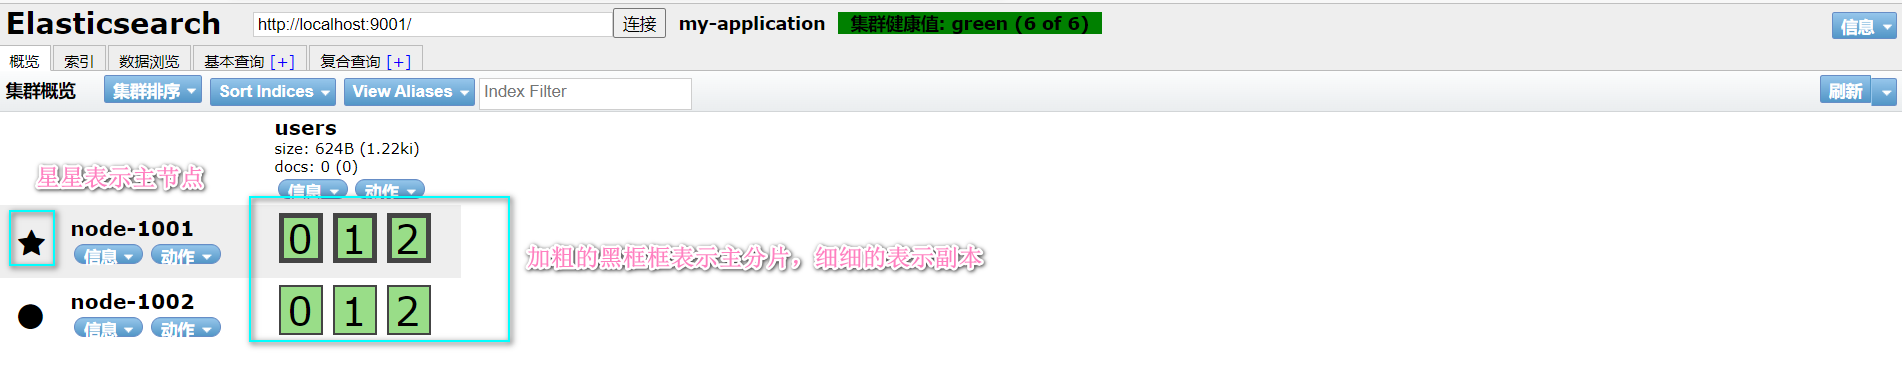 Elasticsearch http://localhost:9001/ 连接 my-application 集群健康值: green (6 of 6) 信息
概览 索引 数据浏览 基本查询 [+] 复合查询 [+]
集群概览 集群排序 Sort Indices View Aliases Index Filter 刷新
users
size: 624B (1.22ki)
docs: 0 (0)
信息 动作
星星表示主节点
node-1001
信息 动作
0 1 2
加粗的黑框框表示主分片，细细的表示副本
node-1002
信息 动作
0 1 2